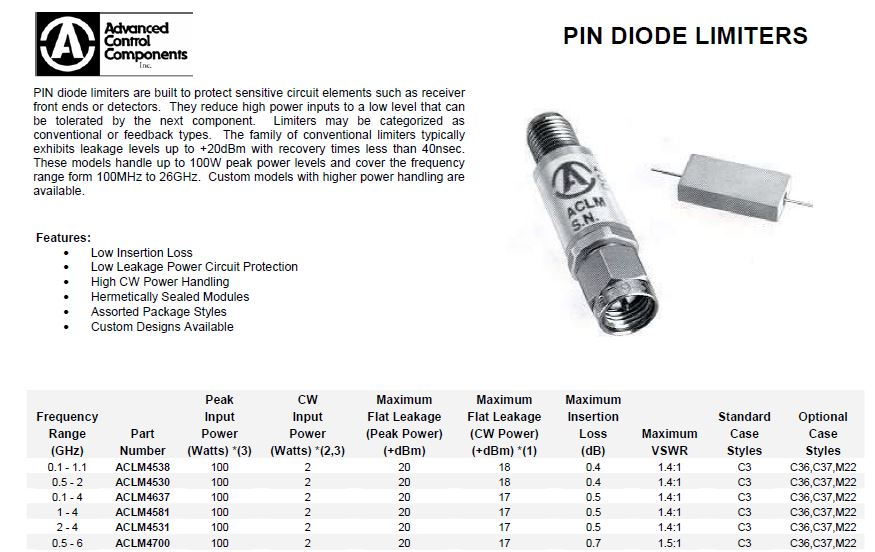 Advanced
Control
Components
Inc.
PIN DIODE LIMITERS
PIN diode limiters are built to protect sensitive circuit elements such as receiver
front ends or detectors. They reduce high power inputs to a low level that can
be tolerated by the next component. Limiters may be categorized as
conventional or feedback types. The family of conventional limiters typically
exhibits leakage levels up to +20dBm with recovery times less than 40nsec.
These models handle up to 100W peak power levels and cover the frequency
range form 100MHz to 26GHz. Custom models with higher power handling are
available.
ACLM
S.N.
Features:
• Low Insertion Loss
• Low Leakage Power Circuit Protection
• High CW Power Handling
• Hermetically Sealed Modules
• Assorted Package Styles
• Custom Designs Available
Peak CW Maximum Maximum Maximum
Frequency Input Input Flat Leakage Flat Leakage Insertion Standard Optional
Range Part Power Power (Peak Power) (CW Power) Loss Maximum Case Case
(GHz) Number (Watts) *(3) (Watts) *(2,3) (+dBm) (+dBm) *(1) (dB) VSWR Styles Styles
0.1 - 1.1 ACLM4538 100 2 20 18 0.4 1.4:1 C3 C36,C37,M22
0.5 - 2 ACLM4530 100 2 20 18 0.4 1.4:1 C3 C36,C37,M22
0.1 - 4 ACLM4637 100 2 20 17 0.5 1.4:1 C3 C36,C37,M22
1 - 4 ACLM4581 100 2 20 17 0.5 1.4:1 C3 C36,C37,M22
2 - 4 ACLM4531 100 2 20 17 0.5 1.4:1 C3 C36,C37,M22
0.5 - 6 ACLM4700 100 2 20 17 0.7 1.5:1 C3 C36,C37,M22